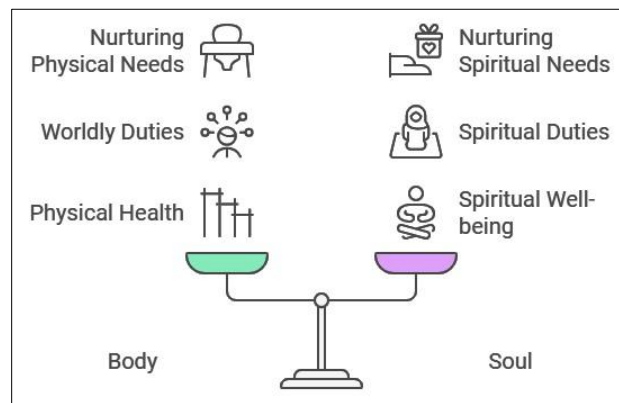 Nurturing
Physical Needs
Nurturing
Spiritual Needs
Worldly Duties
Spiritual Duties
Physical Health
Spiritual Well-
being
Body
Soul